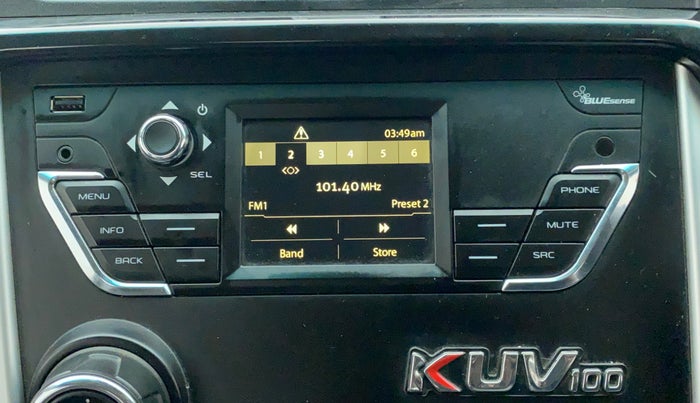 BLUESENSE
03:49am
1 2 3 4 5 6
SEL
101.40 MHz
FM1 Preset 2
Band Store
MENU
INFO
BACK
PHONE
MUTE
SRC
KUV100